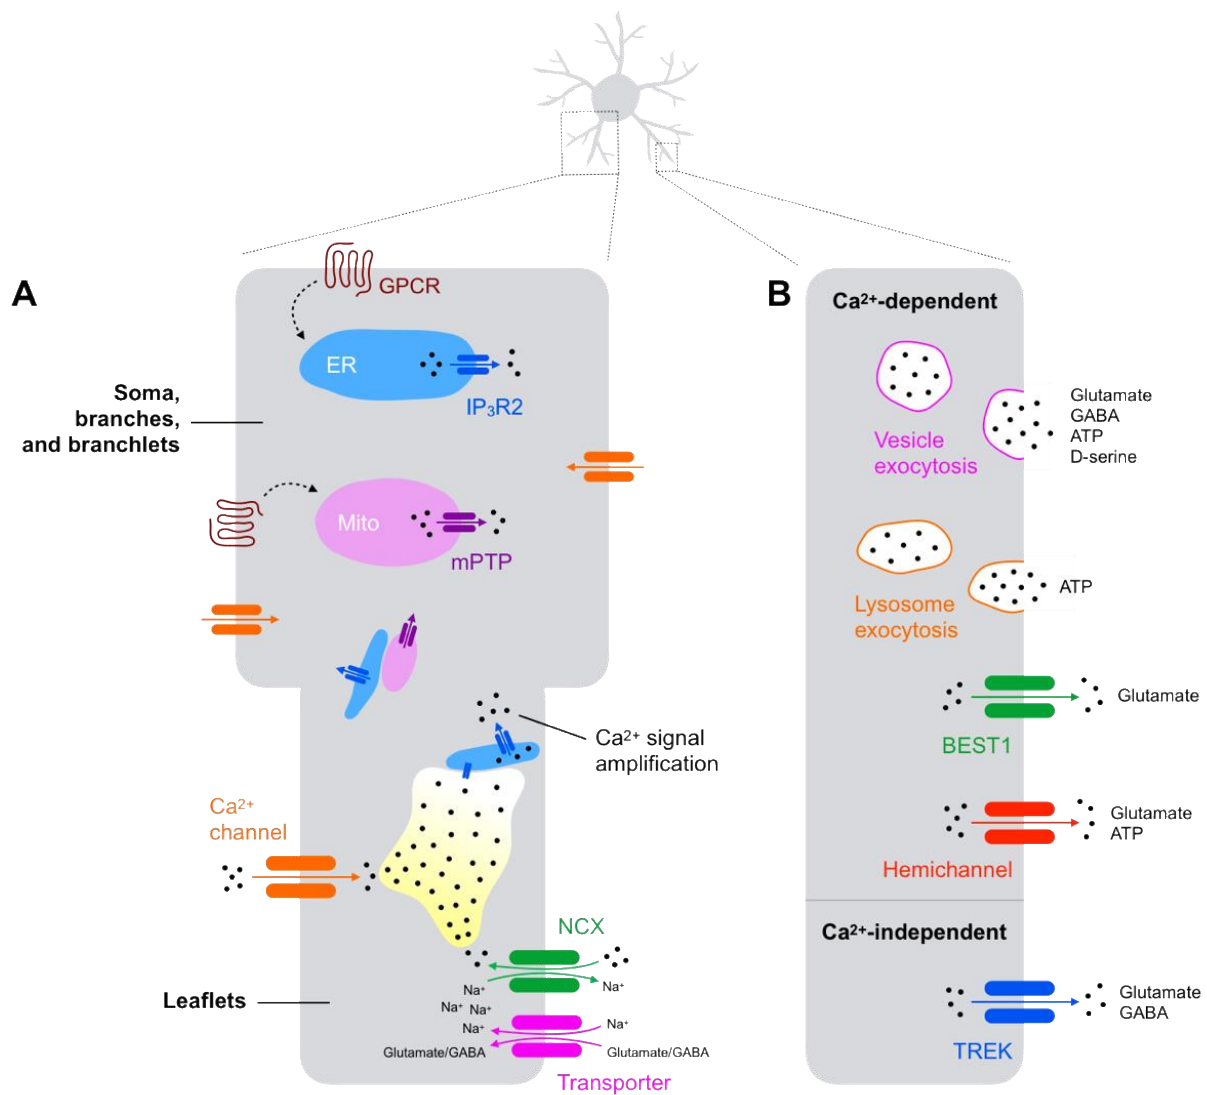 A
GPCR
ER
IP₃R2
Soma,
branches,
and branchlets
Mito
mPTP
Ca²⁺ signal
amplification
Ca²⁺
channel
NCX
Na⁺
Na⁺
Na⁺ Na⁺
Na⁺
Na⁺
Leaflets
Glutamate/GABA
Glutamate/GABA
Transporter
B
Ca²⁺-dependent
Vesicle
exocytosis
Glutamate
GABA
ATP
D-serine
Lysosome
exocytosis
ATP
BEST1
Glutamate
Hemichannel
Glutamate
ATP
Ca²⁺-independent
TREK
Glutamate
GABA